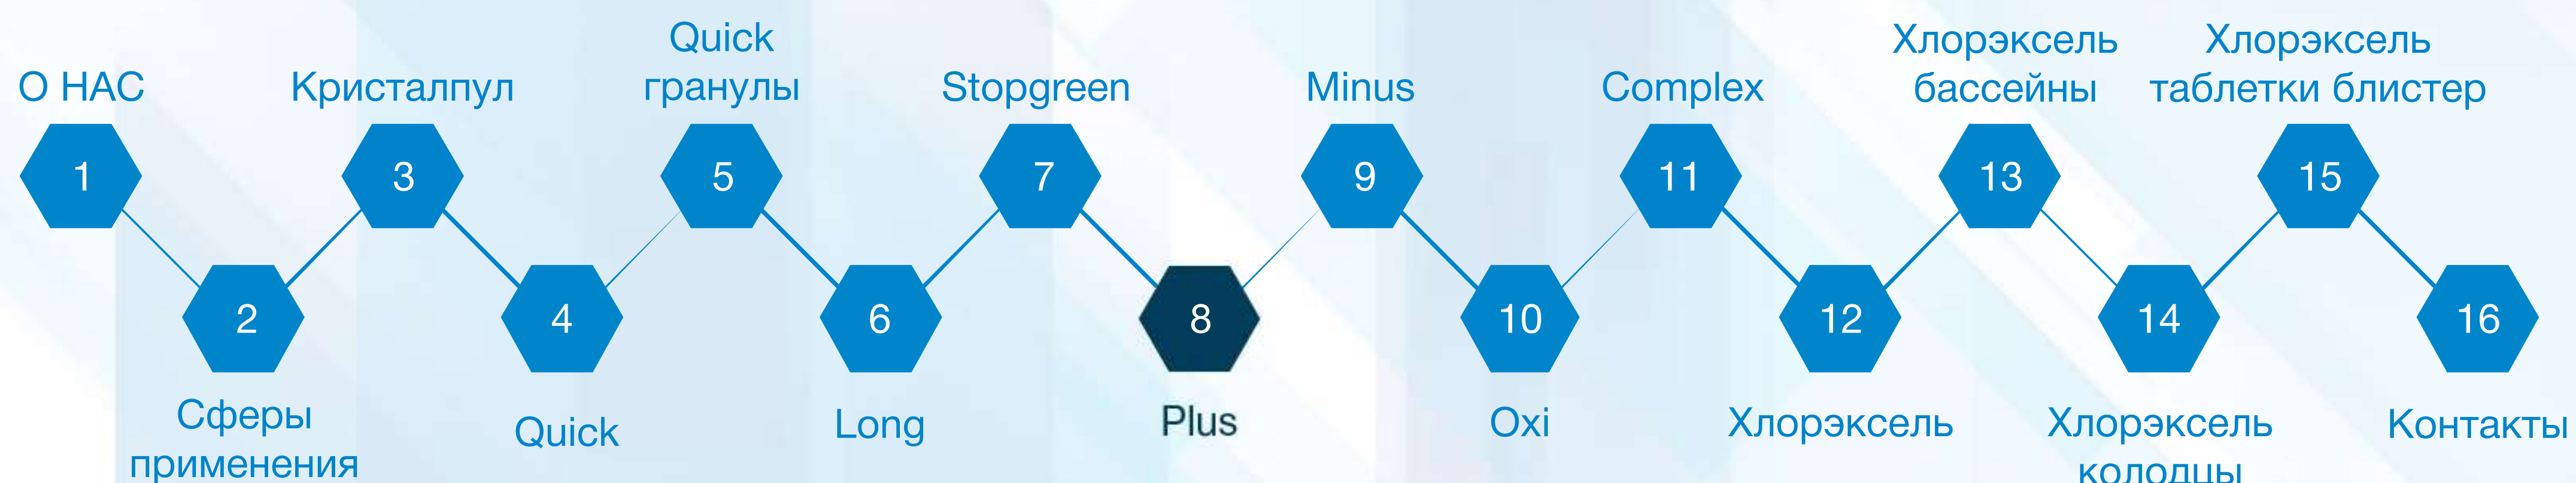 О НАС
1
Сферы
применения
2
Кристалпул
3
Quick
4
Quick
гранулы
5
Long
6
Stopgreen
7
Plus
8
Minus
9
Oxi
10
Complex
11
Хлорэксель
12
Хлорэксель
бассейны
13
Хлорэксель
колодцы
14
Хлорэксель
таблетки блистер
15
Контакты
16